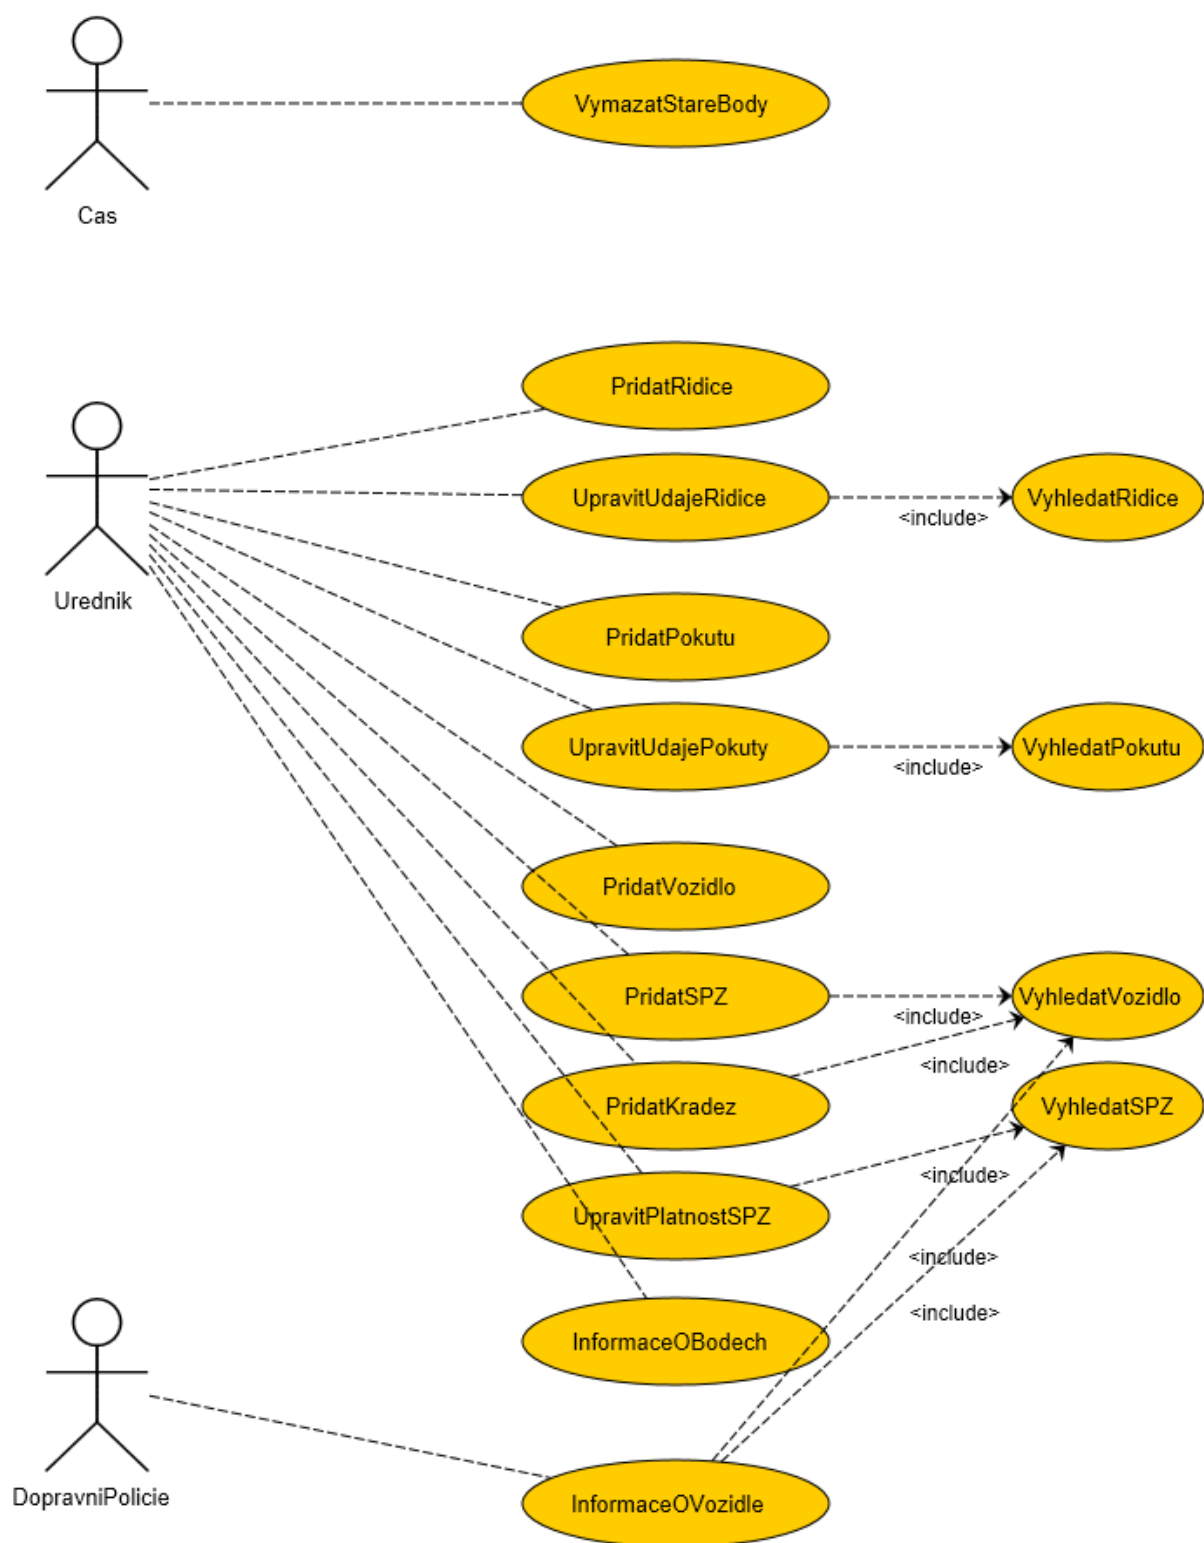 VymazatStareBody
Cas
PridatRidice
UpravitUdajeRidice
VyhledatRidice
<include>
Urednik
PridatPokutu
UpravitUdajePokuty
VyhledatPokutu
<include>
PridatVozidlo
PridatSPZ
VyhledatVozidlo
<include>
<include>
PridatKradez
VyhledatSPZ
<include>
UpravitPlatnostSPZ
<include>
<include>
InformaceOBodech
DopravniPolicie
InformaceOVozidle